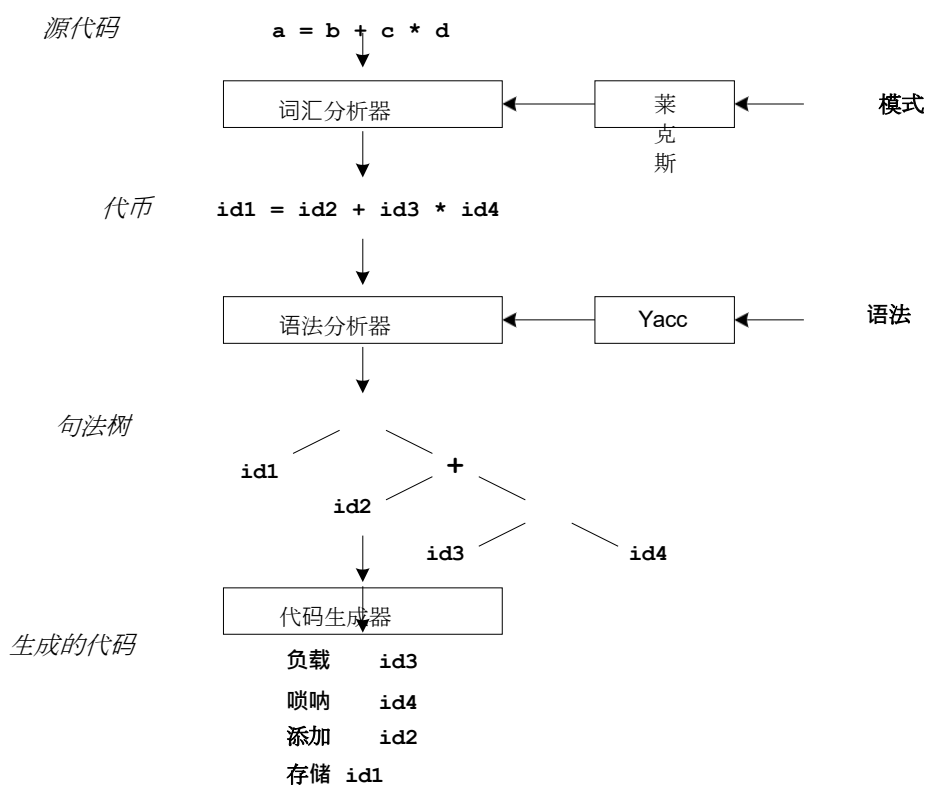 源代码 a = b + c * d
词汇分析器 莱 模式
克
斯
代币 id1 = id2 + id3 * id4
语法分析器 Yacc 语法
句法树
id1 +
id2
id3 id4
代码生成器
生成的代码
负载 id3
唢呐 id4
添加 id2
存储 id1